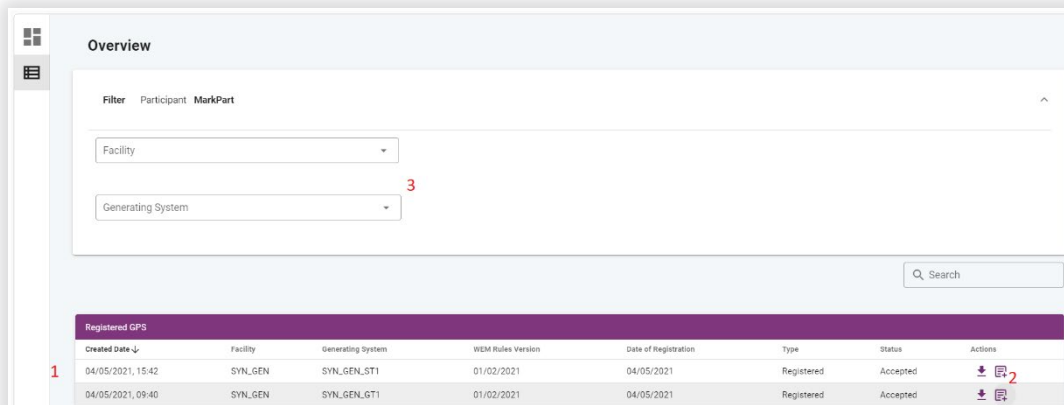 Overview
Filter Participant MarkPart
Facility
3
Generating System
Search
Registered GPS
Created Date Facility Generating System WEM Rules Version Date of Registration Type Status Actions
1 04/05/2021, 15:42 SYN_GEN SYN_GEN_ST1 01/02/2021 04/05/2021 Registered Accepted 2
04/05/2021, 09:40 SYN_GEN SYN_GEN_GT1 01/02/2021 04/05/2021 Registered Accepted